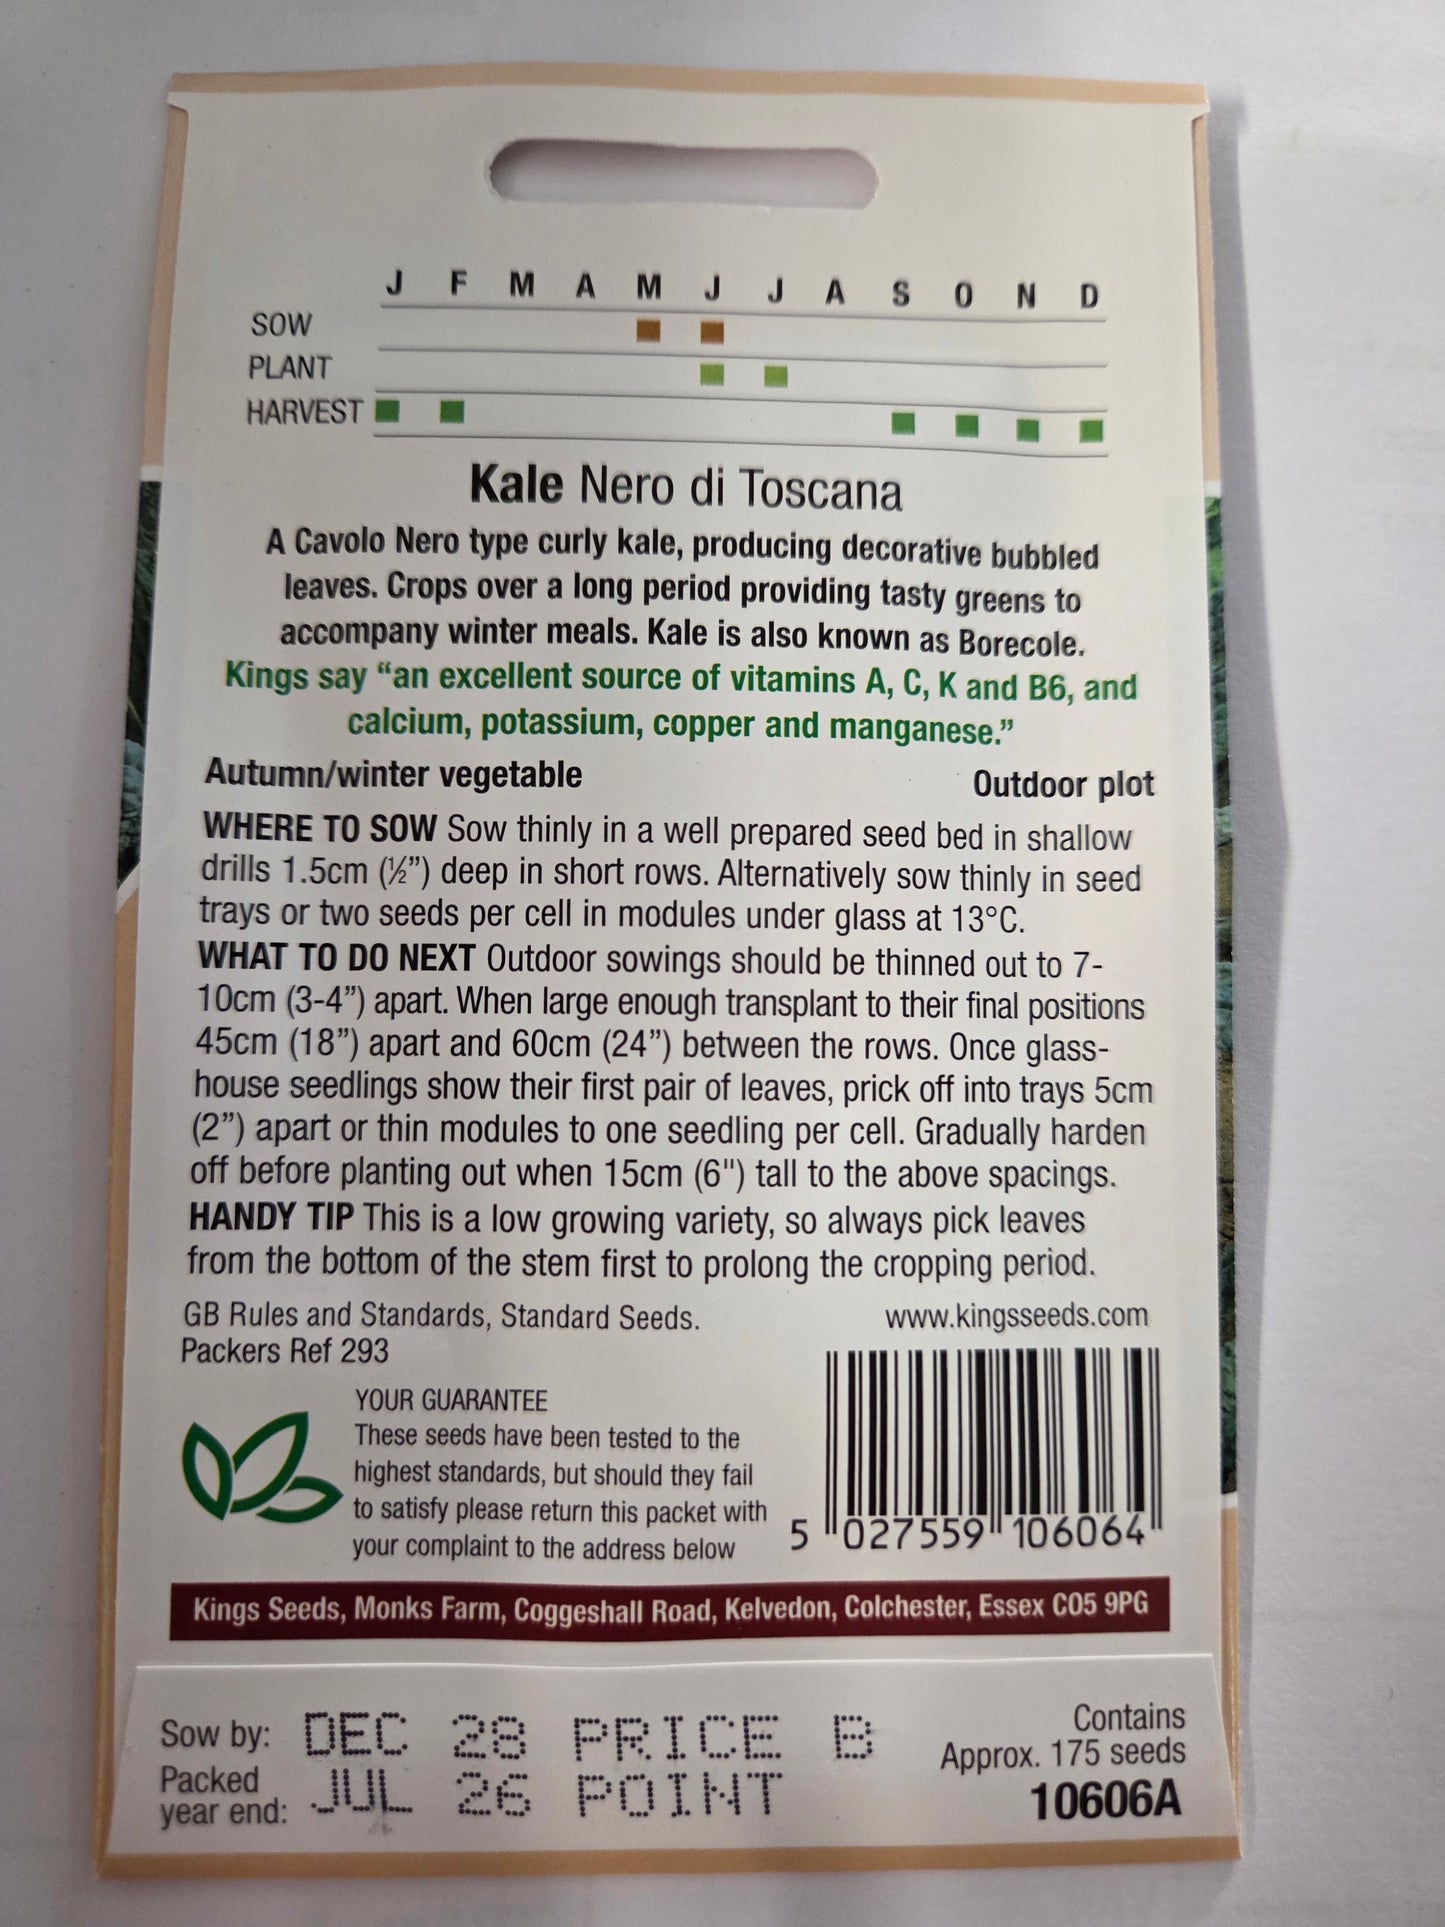 J F M A M J J A S O N D
SOW
PLANT
HARVEST
Kale Nero di Toscana
A Cavolo Nero type curly kale, producing decorative bubbled
leaves. Crops over a long period providing tasty greens to
accompany winter meals. Kale is also known as Borecole.
Kings say “an excellent source of vitamins A, C, K and B6, and
calcium, potassium, copper and manganese.”
Autumn/winter vegetable Outdoor plot
WHERE TO SOW Sow thinly in a well prepared seed bed in shallow
drills 1.5cm (½”) deep in short rows. Alternatively sow thinly in seed
trays or two seeds per cell in modules under glass at 13°C.
WHAT TO DO NEXT Outdoor sowings should be thinned out to 7-
10cm (3-4”) apart. When large enough transplant to their final positions
45cm (18”) apart and 60cm (24”) between the rows. Once glass-
house seedlings show their first pair of leaves, prick off into trays 5cm
(2”) apart or thin modules to one seedling per cell. Gradually harden
off before planting out when 15cm (6") tall to the above spacings.
HANDY TIP This is a low growing variety, so always pick leaves
from the bottom of the stem first to prolong the cropping period.
GB Rules and Standards, Standard Seeds. www.kingsseeds.com
Packers Ref 293
YOUR GUARANTEE
These seeds have been tested to the
highest standards, but should they fail
to satisfy please return this packet with
your complaint to the address below
5 027559 106064
Kings Seeds, Monks Farm, Coggeshall Road, Kelvedon, Colchester, Essex CO5 9PG
Sow by: DEC 28 PRICE B
Packed
year end: JUL 26 POINT
Contains
Approx. 175 seeds
10606A